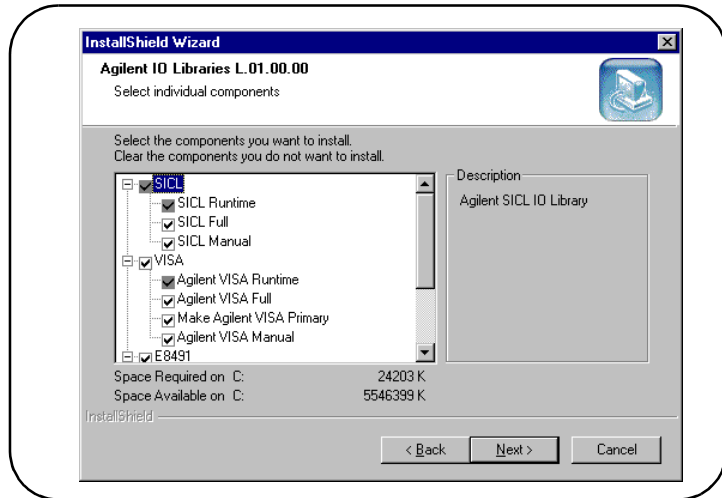 InstallShield Wizard
Agilent IO Libraries L.01.00.00
Select individual components
Select the components you want to install.
Clear the components you do not want to install.
SICL
SICL Runtime
SICL Full
SICL Manual
VISA
Agilent VISA Runtime
Agilent VISA Full
Make Agilent VISA Primary
Agilent VISA Manual
E8491
Description
Agilent SICL IO Library
Space Required on C: 24203 K
Space Available on C: 5546399 K
InstallShield
< Back Next > Cancel